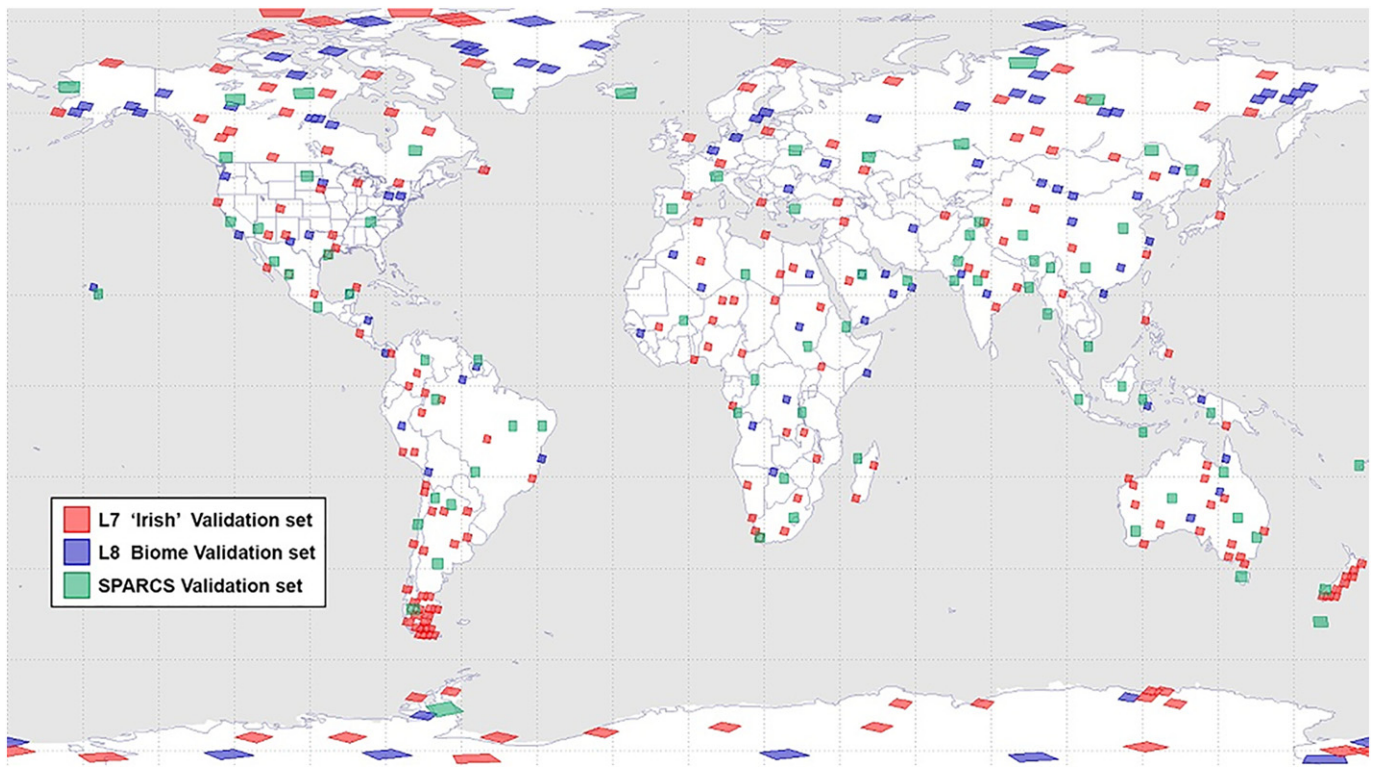 L7 'Irish' Validation set
L8 Biome Validation set
SPARCS Validation set